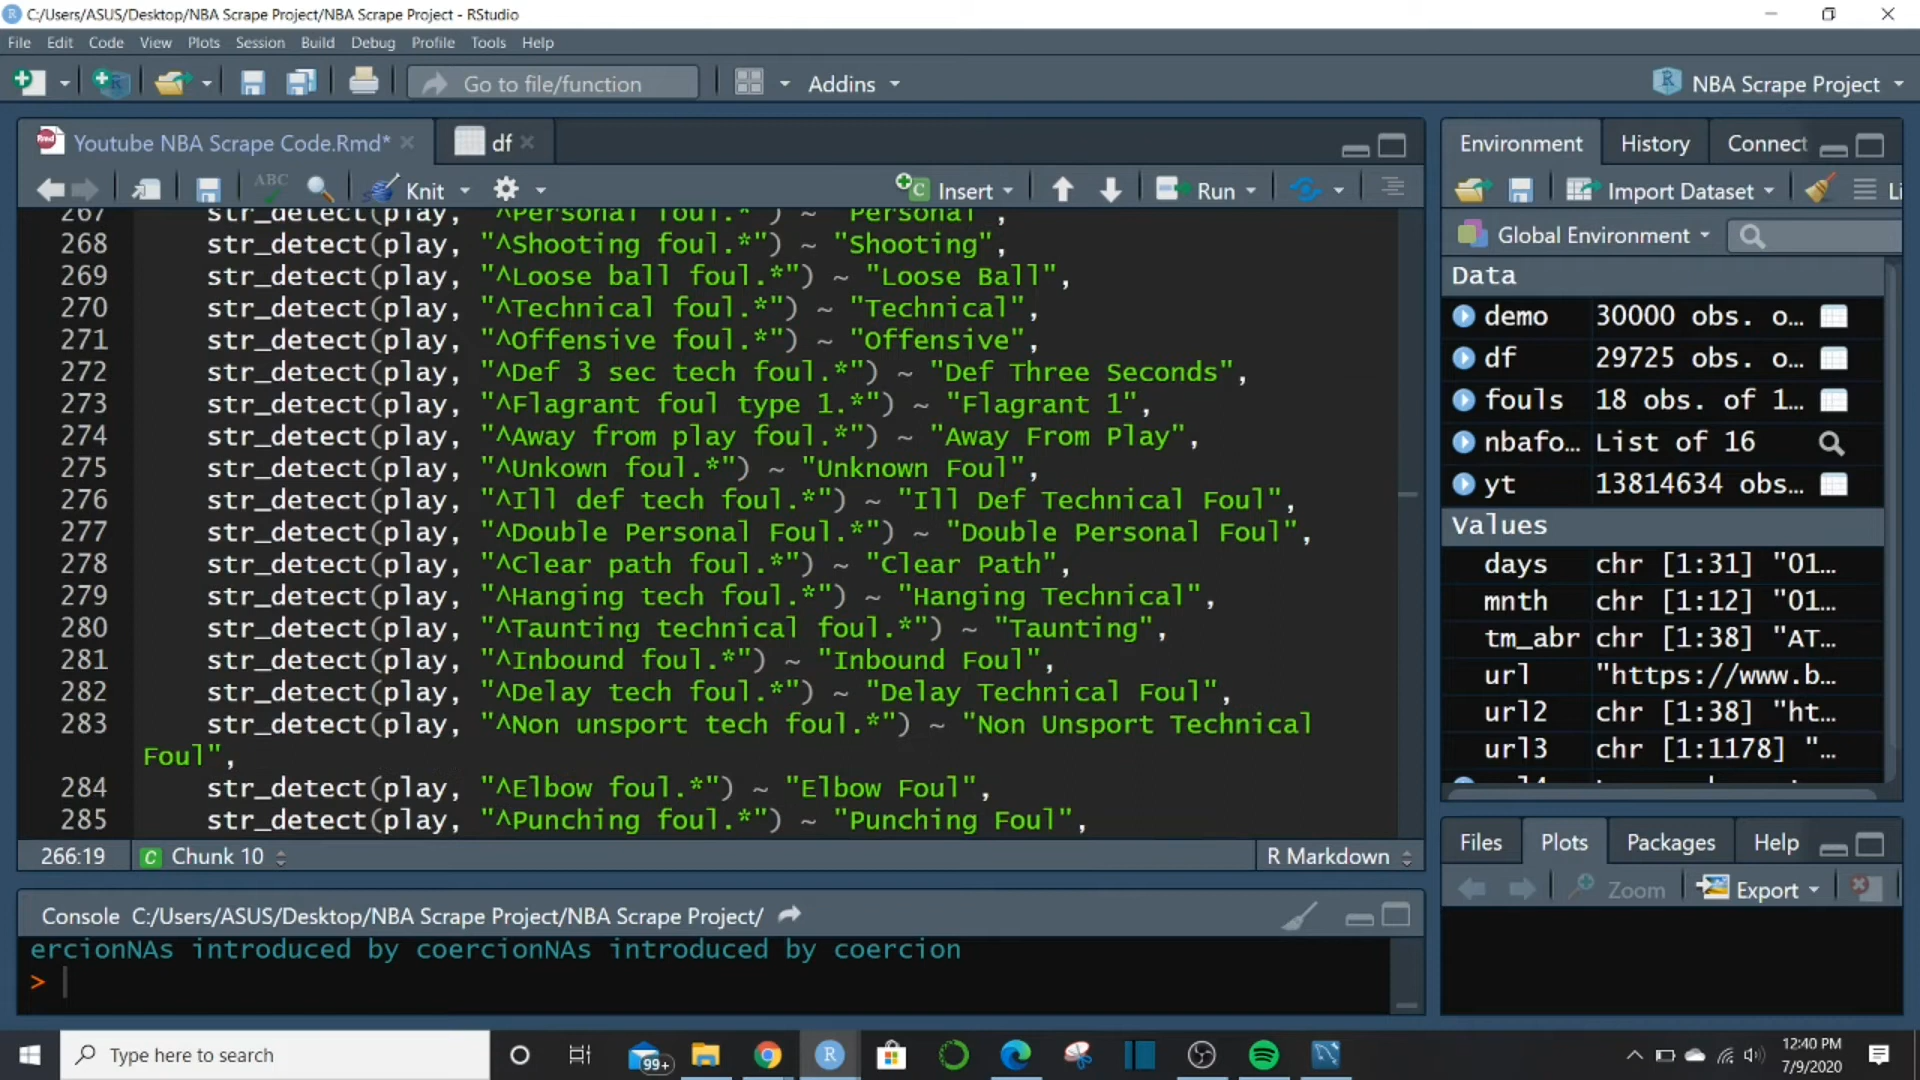 C:/Users/ASUS/Desktop/NBA Scrape Project/NBA Scrape Project - RStudio
File Edit Code View Plots Session Build Debug Profile Tools Help
Go to file/function Addins NBA Scrape Project
Youtube NBA Scrape Code.Rmd* df
ABC Knit Insert Run
267 str_detect(play, "^Personal foul.*") ~ "Personal",
268 str_detect(play, "^Shooting foul.*") ~ "Shooting",
269 str_detect(play, "^Loose ball foul.*") ~ "Loose Ball",
270 str_detect(play, "^Technical foul.*") ~ "Technical",
271 str_detect(play, "^Offensive foul.*") ~ "Offensive",
272 str_detect(play, "^Def 3 sec tech foul.*") ~ "Def Three Seconds",
273 str_detect(play, "^Flagrant foul type 1.*") ~ "Flagrant 1",
274 str_detect(play, "^Away from play foul.*") ~ "Away From Play",
275 str_detect(play, "^Unkown foul.*") ~ "Unknown Foul",
276 str_detect(play, "^Ill def tech foul.*") ~ "Ill Def Technical Foul",
277 str_detect(play, "^Double Personal Foul.*") ~ "Double Personal Foul",
278 str_detect(play, "^Clear path foul.*") ~ "Clear Path",
279 str_detect(play, "^Hanging tech foul.*") ~ "Hanging Technical",
280 str_detect(play, "^Taunting technical foul.*") ~ "Taunting",
281 str_detect(play, "^Inbound foul.*") ~ "Inbound Foul",
282 str_detect(play, "^Delay tech foul.*") ~ "Delay Technical Foul",
283 str_detect(play, "^Non unsport tech foul.*") ~ "Non Unsport Technical
Foul",
284 str_detect(play, "^Elbow foul.*") ~ "Elbow Foul",
285 str_detect(play, "^Punching foul.*") ~ "Punching Foul",
266:19 Chunk 10 R Markdown
Console C:/Users/ASUS/Desktop/NBA Scrape Project/NBA Scrape Project/
ercionNAs introduced by coercionNAs introduced by coercion
>
Environment History Connect
Import Dataset Li
Global Environment
Data
demo 30000 obs. o…
df 29725 obs. o…
fouls 18 obs. of 1…
nbafo… List of 16
yt 13814634 obs…
Values
days chr [1:31] "01…
mnth chr [1:12] "01…
tm_abr chr [1:38] "AT…
url "https://www.b…
url2 chr [1:38] "ht…
url3 chr [1:1178] "…
Files Plots Packages Help
Zoom Export
Type here to search
99+
12:40 PM
7/9/2020